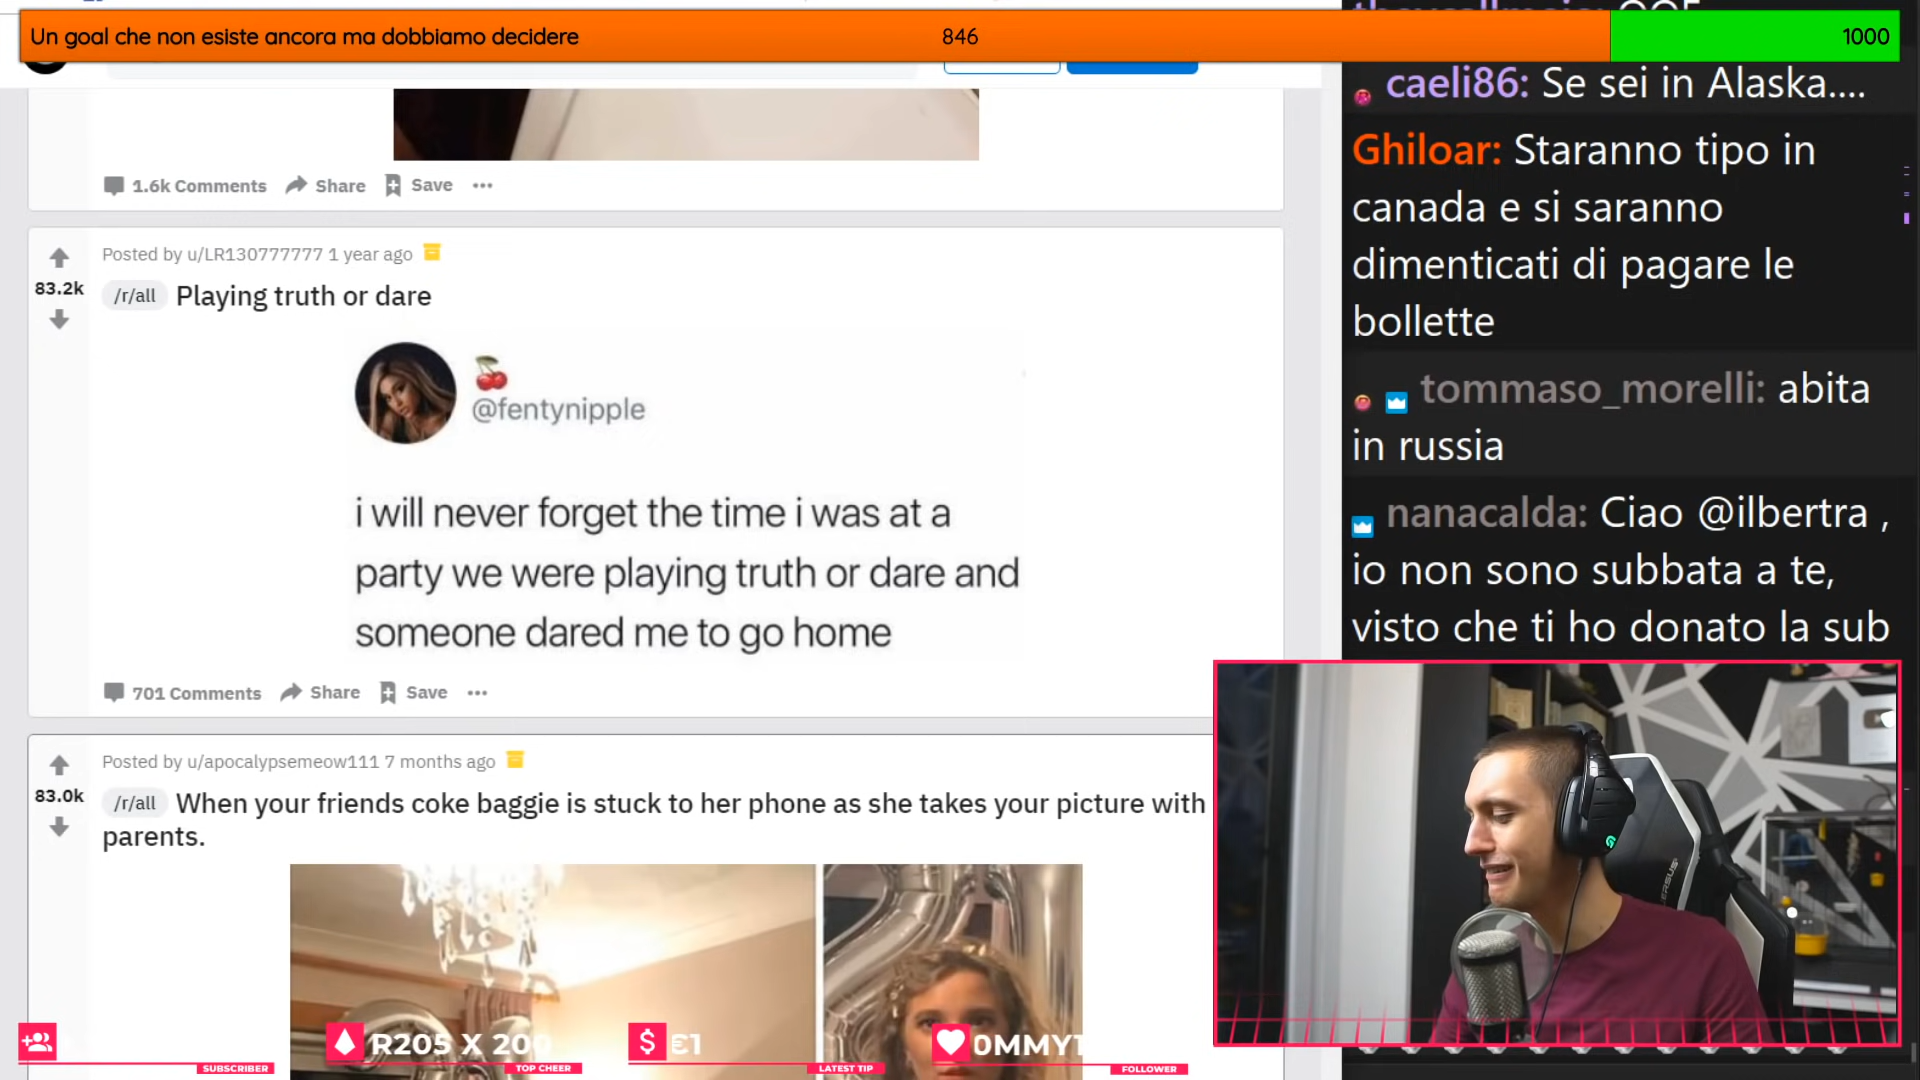 Un goal che non esiste ancora ma dobbiamo decidere
846
1000
1.6k Comments
Share
Save
Posted by u/LR130777777 1 year ago
83.2k
/r/all Playing truth or dare
@fentynipple
i will never forget the time i was at a
party we were playing truth or dare and
someone dared me to go home
701 Comments
Share
Save
Posted by u/apocalypsemeow111 7 months ago
83.0k
/r/all When your friends coke baggie is stuck to her phone as she takes your picture with
parents.
SUBSCRIBER
R205 X 200
TOP CHEER
€1
LATEST TIP
0MMY1
FOLLOWER
caeli86: Se sei in Alaska....
Ghiloar: Staranno tipo in
canada e si saranno
dimenticati di pagare le
bollette
tommaso_morelli: abita
in russia
nanacalda: Ciao @ilbertra ,
io non sono subbata a te,
visto che ti ho donato la sub